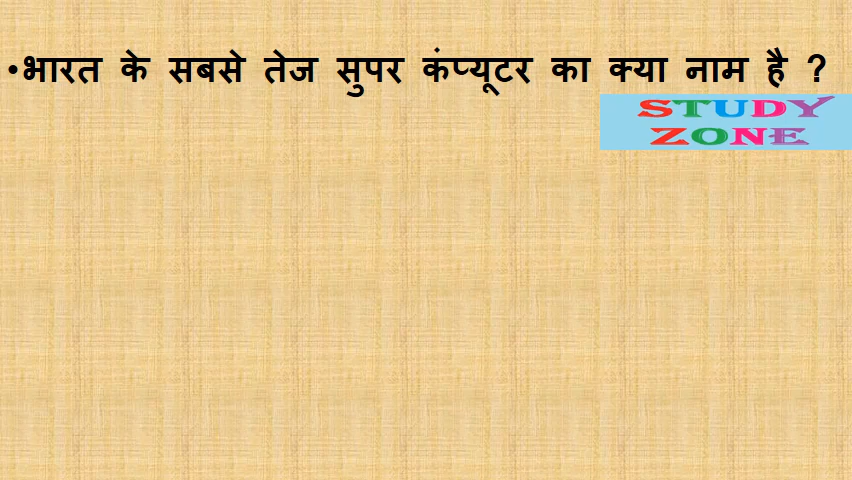 •भारत के सबसे तेज सुपर कंप्यूटर का क्या नाम है ?
STUDY
ZONE